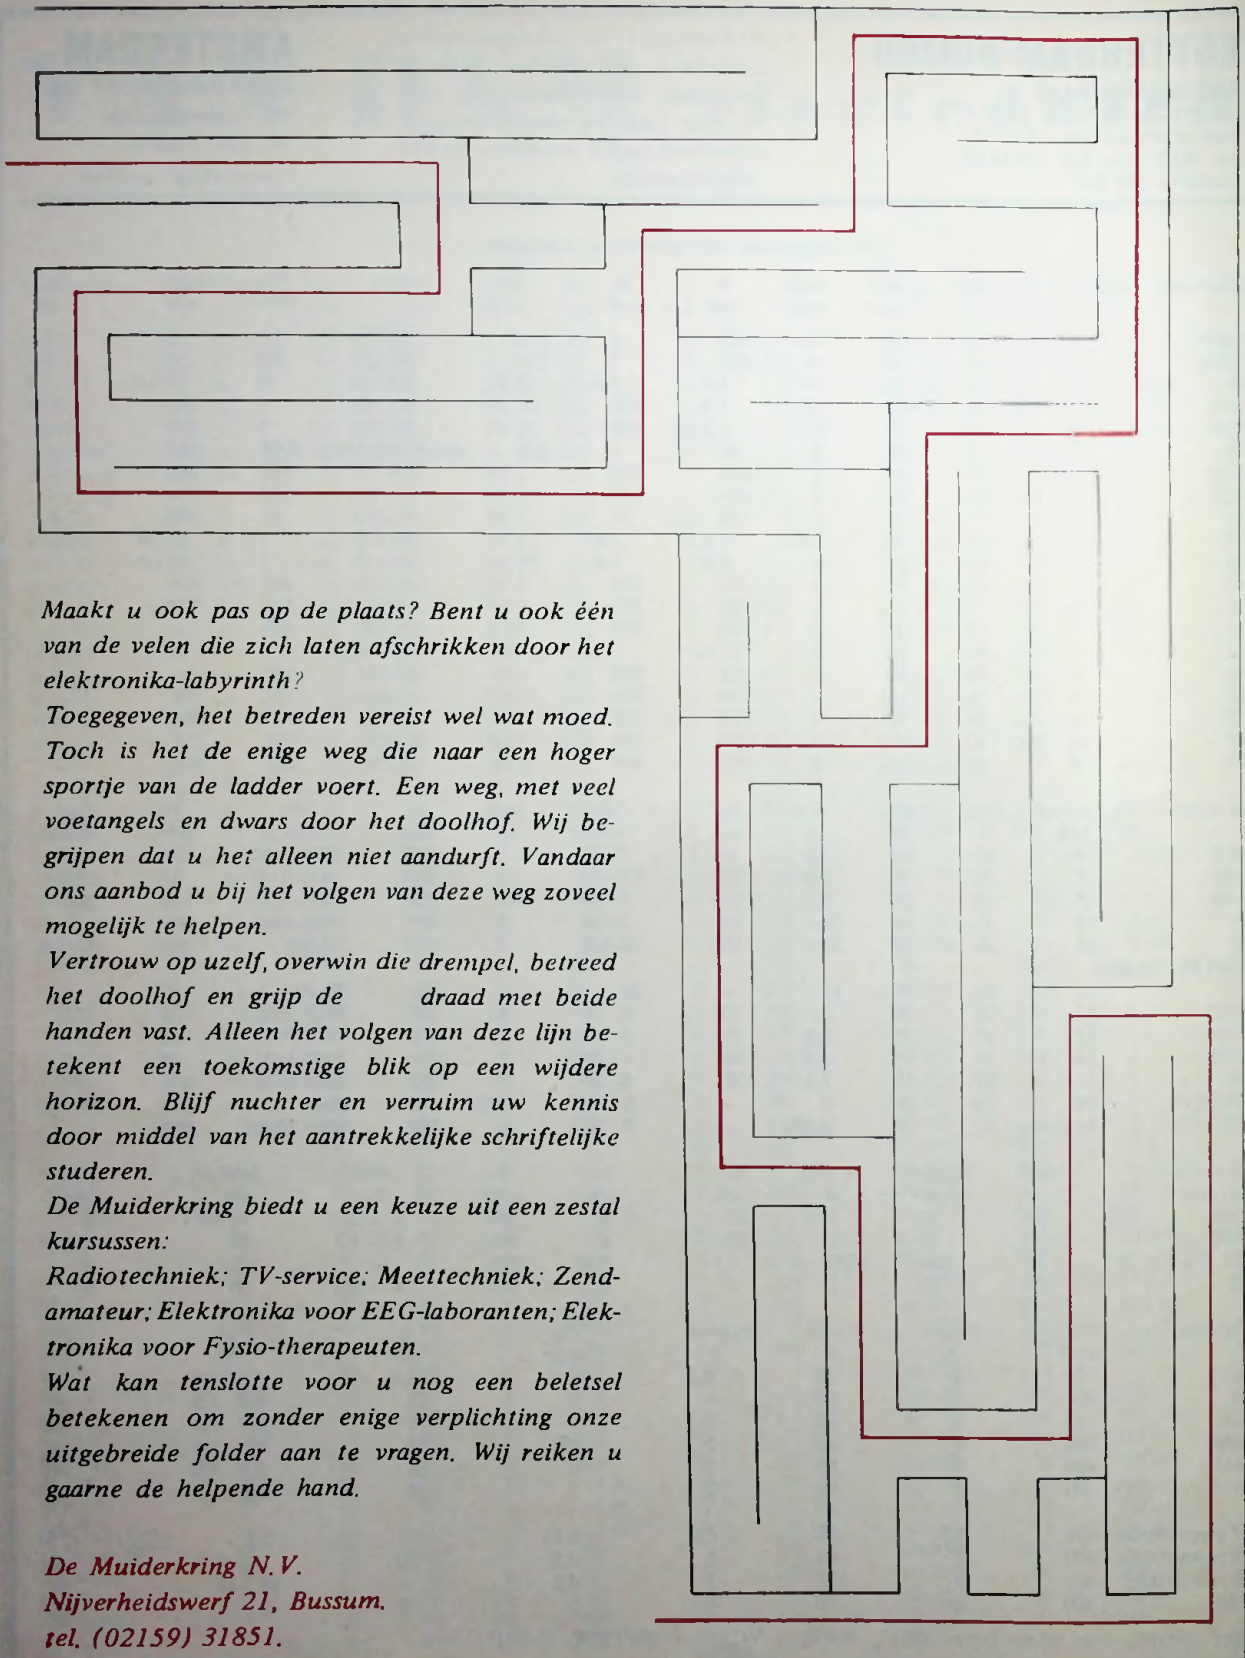 Maakt u ook pas op de plaats? Bent u ook één
van de velen die zich laten afschrikken door het
elektronika-labyrinth?
Toegegeven, het betreden vereist wel wat moed.
Toch is het de enige weg die naar een hoger
sportje van de ladder voert. Een weg, met veel
voetangels en dwars door het doolhof. Wij be-
grijpen dat u het alleen niet aandurft. Vandaar
ons aanbod u bij het volgen van deze weg zoveel
mogelijk te helpen.
Vertrouw op uzelf, overwin die drempel, betreed
het doolhof en grijp de draad met beide
handen vast. Alleen het volgen van deze lijn be-
tekent een toekomstige blik op een wijdere
horizon. Blijf nuchter en verruim uw kennis
door middel van het aantrekkelijke schriftelijke
studeren.
De Muiderkring biedt u een keuze uit een zestal
kursussen:
Radiotechniek; TV-service; Meettechniek; Zend-
amateur; Elektronika voor EEG-laboranten; Elek-
tronika voor Fysio-therapeuten.
Wat kan tenslotte voor u nog een beletsel
betekenen om zonder enige verplichting onze
uitgebreide folder aan te vragen. Wij reiken u
gaarne de helpende hand.
De Muiderkring N.V.
Nijverheidswerf 21, Bussum.
tel. (02159) 31851.